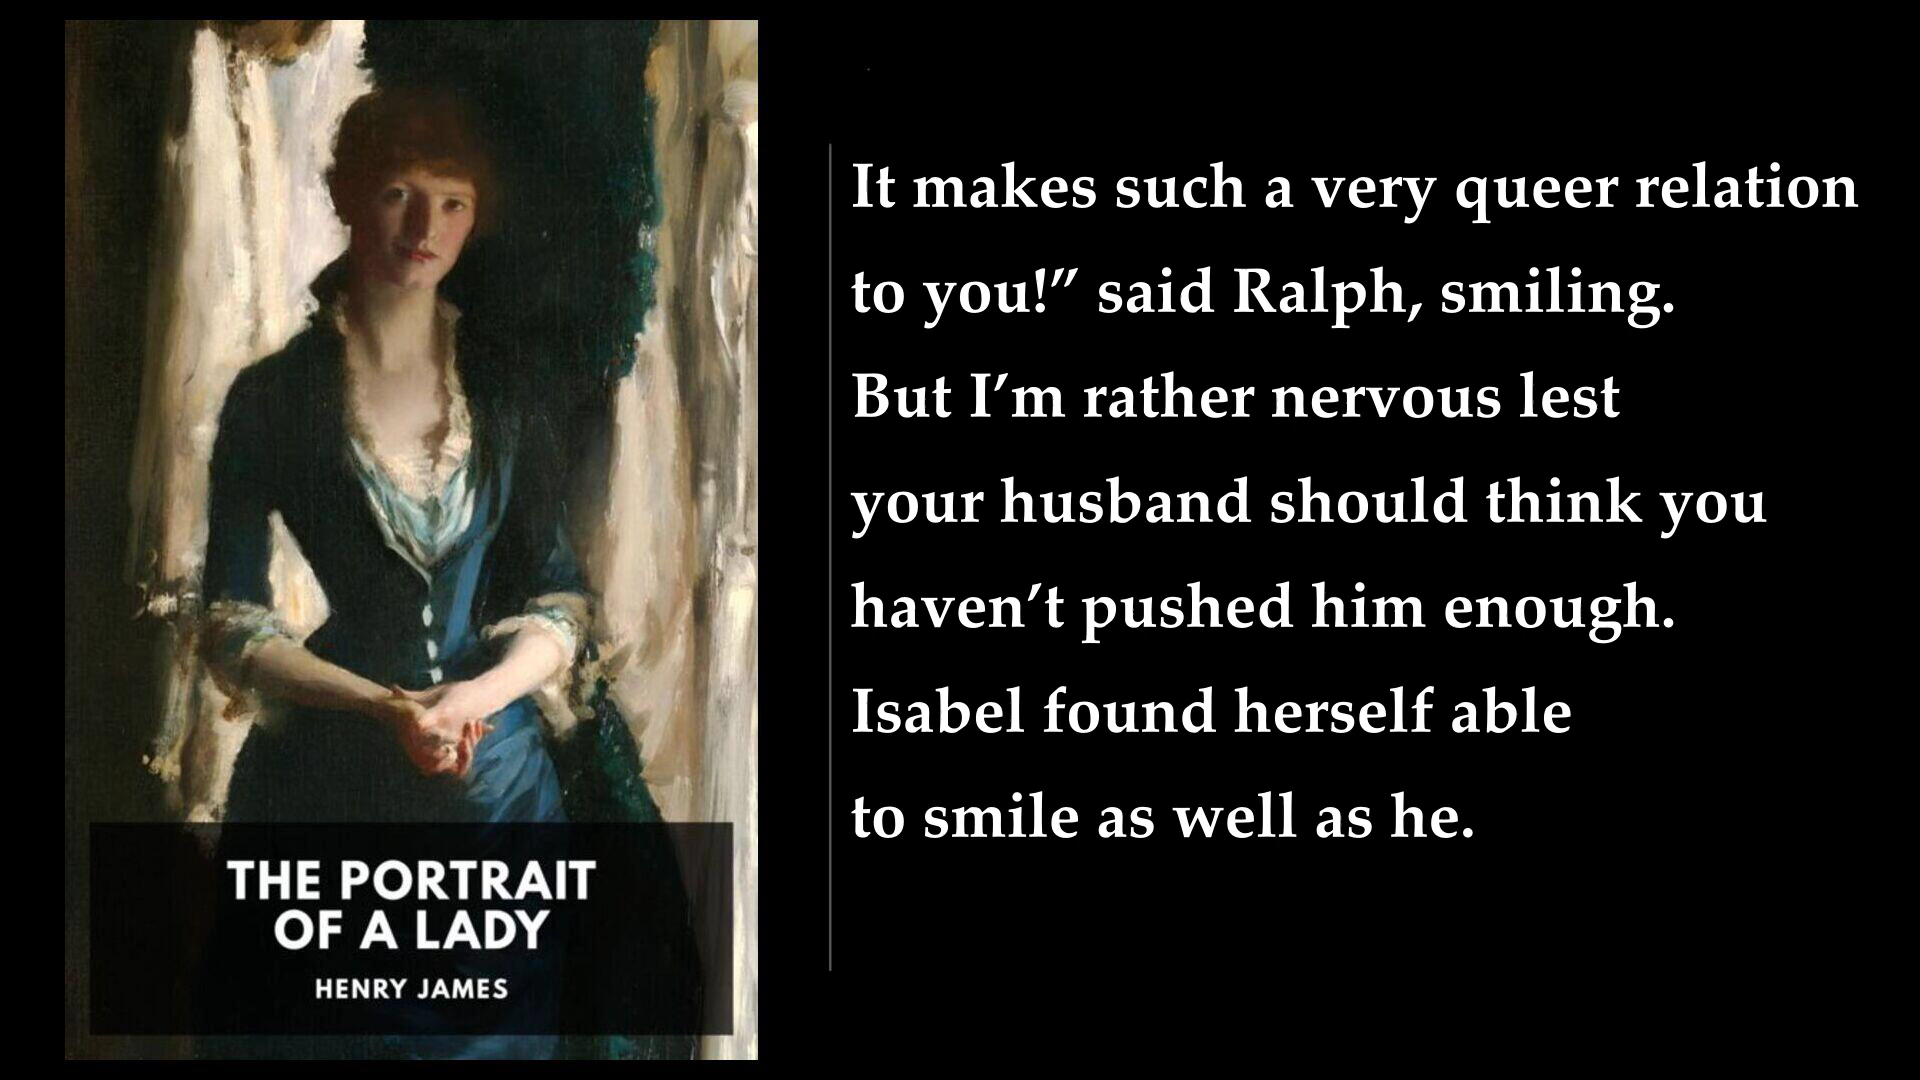 THE PORTRAIT
OF A LADY
HENRY JAMES
It makes such a very queer relation
to you!” said Ralph, smiling.
But I’m rather nervous lest
your husband should think you
haven’t pushed him enough.
Isabel found herself able
to smile as well as he.